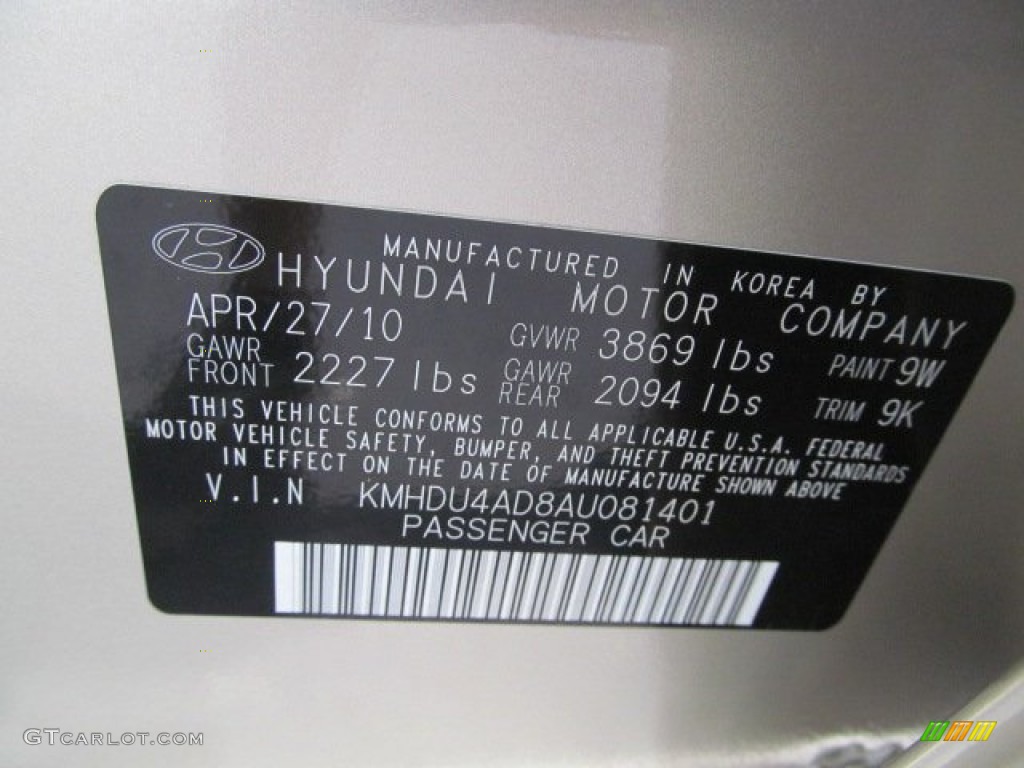 MANUFACTURED IN KOREA BY
HYUNDAI MOTOR COMPANY
APR/27/10 GVWR 3869 lbs PAINT 9W
GAWR FRONT 2227 lbs GAWR REAR 2094 lbs TRIM 9K
THIS VEHICLE CONFORMS TO ALL APPLICABLE U.S.A. FEDERAL
MOTOR VEHICLE SAFETY, BUMPER, AND THEFT PREVENTION STANDARDS
IN EFFECT ON THE DATE OF MANUFACTURE SHOWN ABOVE
V.I.N KMHDU4AD8AU081401
PASSENGER CAR
GTCARLOT.COM